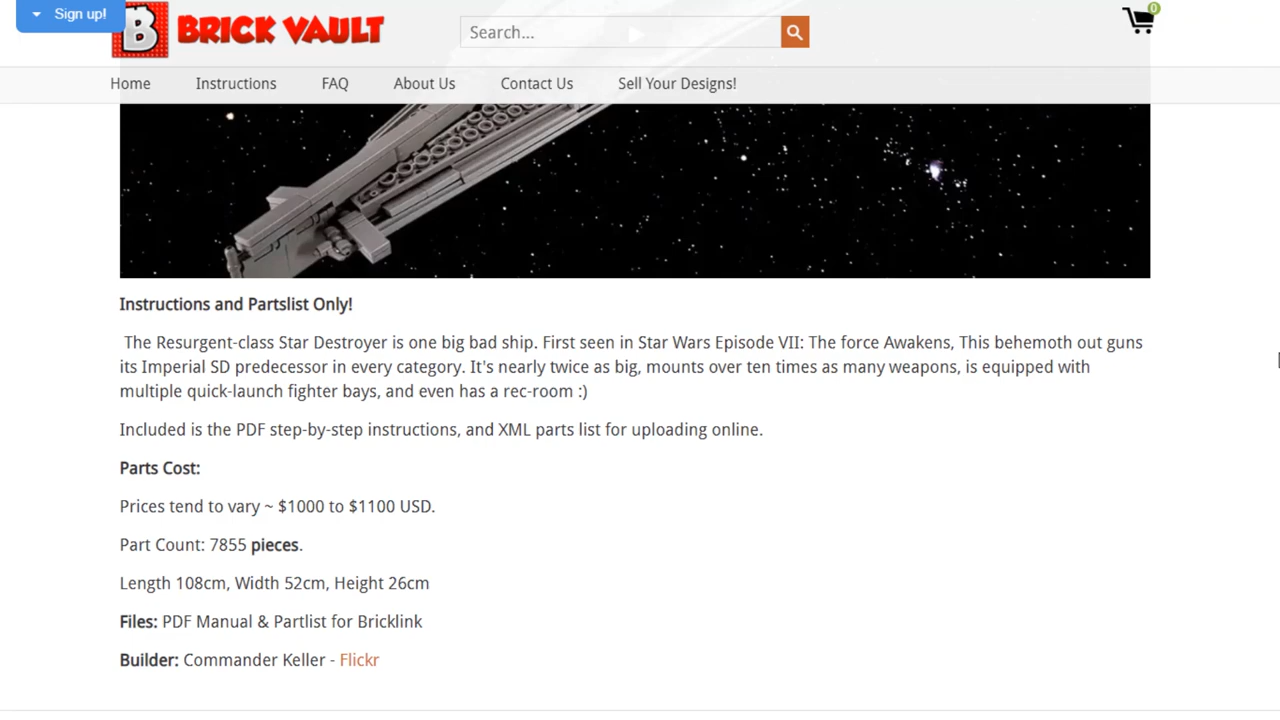 Sign up!
B BRICK VAULT
Search...
0
Home Instructions FAQ About Us Contact Us Sell Your Designs!
Instructions and Partslist Only!
The Resurgent-class Star Destroyer is one big bad ship. First seen in Star Wars Episode VII: The force Awakens, This behemoth out guns
its Imperial SD predecessor in every category. It's nearly twice as big, mounts over ten times as many weapons, is equipped with
multiple quick-launch fighter bays, and even has a rec-room :)
Included is the PDF step-by-step instructions, and XML parts list for uploading online.
Parts Cost:
Prices tend to vary ~ $1000 to $1100 USD.
Part Count: 7855 pieces.
Length 108cm, Width 52cm, Height 26cm
Files: PDF Manual & Partlist for Bricklink
Builder: Commander Keller - Flickr